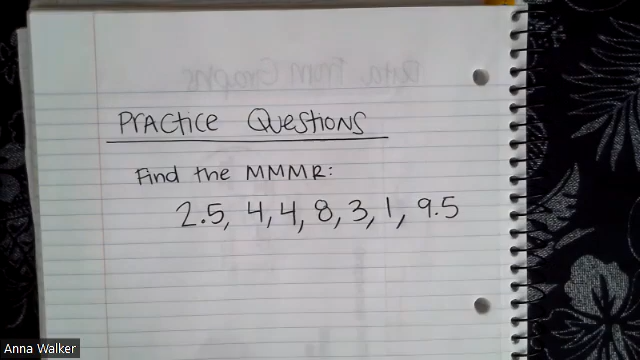 Practice Questions
Find the MMMR:
2.5, 4, 4, 8, 3, 1, 9.5
Anna Walker